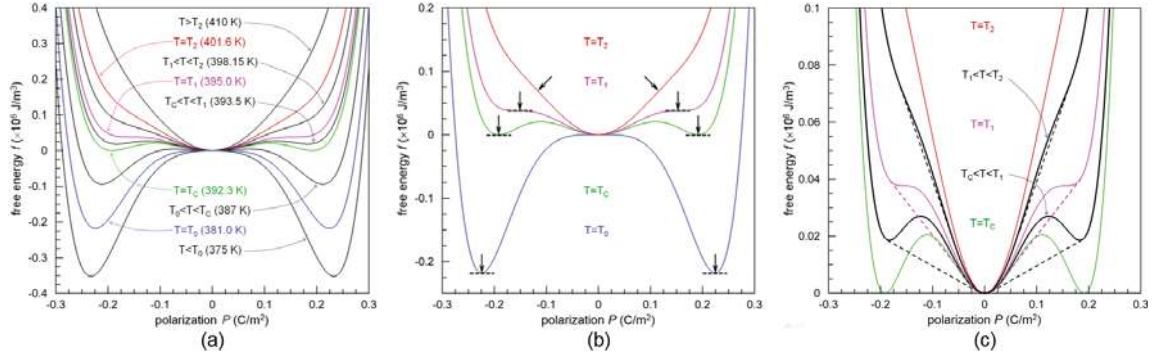 0.4
0.3
0.2
0.1
0
-0.1
-0.2
-0.3
-0.4
free energy f (×10⁶ J/m³)
T>T₂ (410 K)
T=T₂ (401.6 K)
T₁<T<T₂ (398.15 K)
T=T₁ (395.0 K)
T_C<T<T₁ (393.5 K)
T=T_C (392.3 K)
T₀<T<T_C (387 K)
T=T₀ (381.0 K)
T<T₀ (375 K)
-0.3 -0.2 -0.1 0 0.1 0.2 0.3
polarization P (C/m²)
(a)
0.2
0.1
0
-0.1
-0.2
free energy f (×10⁶ J/m³)
T=T₂
T=T₁
T=T_C
T=T₀
-0.3 -0.2 -0.1 0 0.1 0.2 0.3
polarization P (C/m²)
(b)
0.1
0.08
0.06
0.04
0.02
0
free energy f (×10⁶ J/m³)
T=T₂
T₁<T<T₂
T=T₁
T_C<T<T₁
T=T_C
-0.3 -0.2 -0.1 0 0.1 0.2 0.3
polarization P (C/m²)
(c)